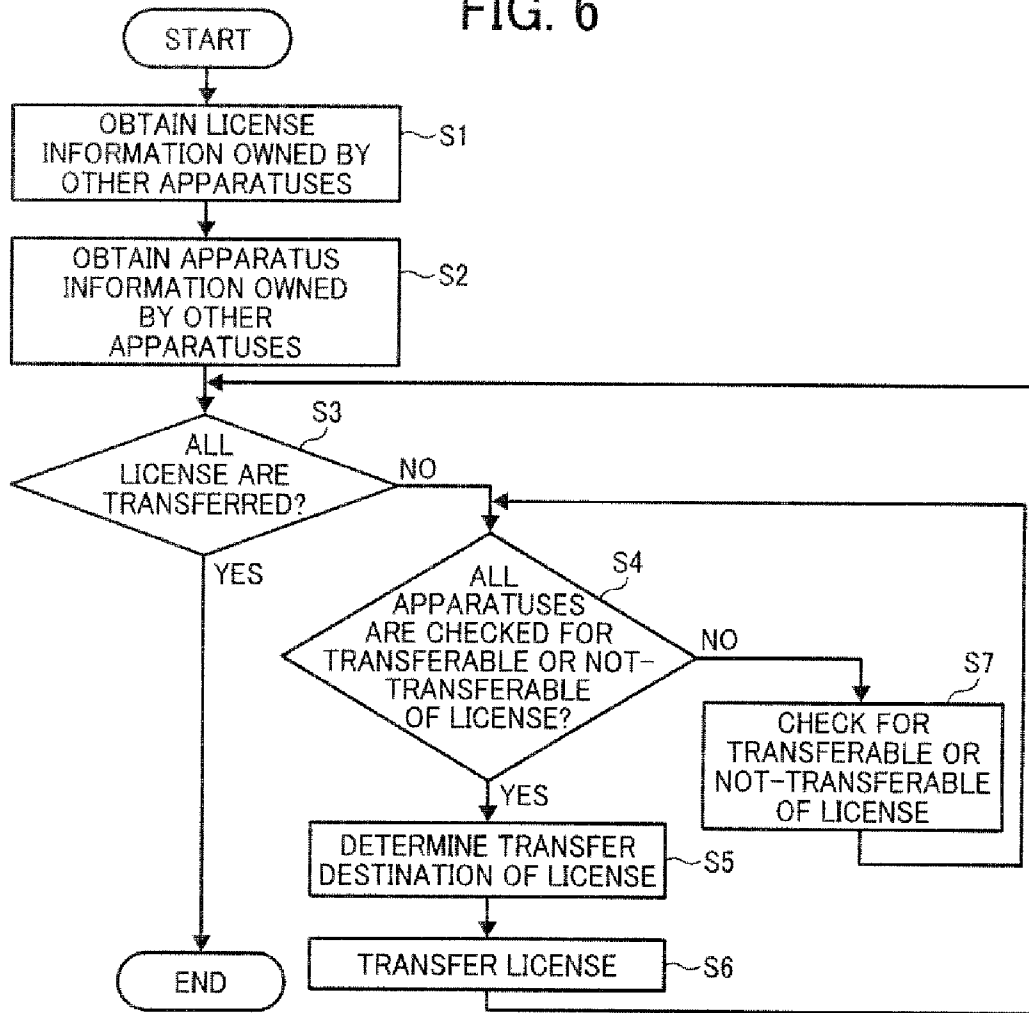 FIG. 6
START
OBTAIN LICENSE
INFORMATION OWNED BY
OTHER APPARATUSES
S1
OBTAIN APPARATUS
INFORMATION OWNED
BY OTHER
APPARATUSES
S2
S3
ALL
LICENSE ARE
TRANSFERRED?
NO
YES
S4
ALL
APPARATUSES
ARE CHECKED FOR
TRANSFERABLE OR NOT-
TRANSFERABLE
OF LICENSE?
NO
YES
S7
CHECK FOR
TRANSFERABLE OR
NOT-TRANSFERABLE
OF LICENSE
DETERMINE TRANSFER
DESTINATION OF LICENSE
S5
TRANSFER LICENSE
S6
END